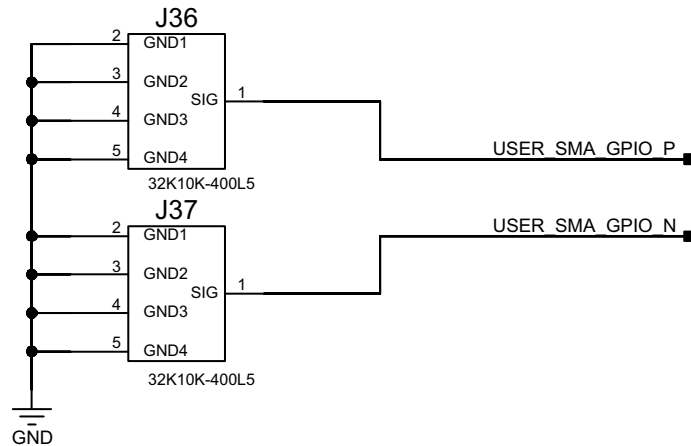 J36
2 GND1
3 GND2
SIG 1
4 GND3
5 GND4
32K10K-400L5
USER_SMA_GPIO_P
J37
2 GND1
3 GND2
SIG 1
4 GND3
5 GND4
32K10K-400L5
USER_SMA_GPIO_N
GND